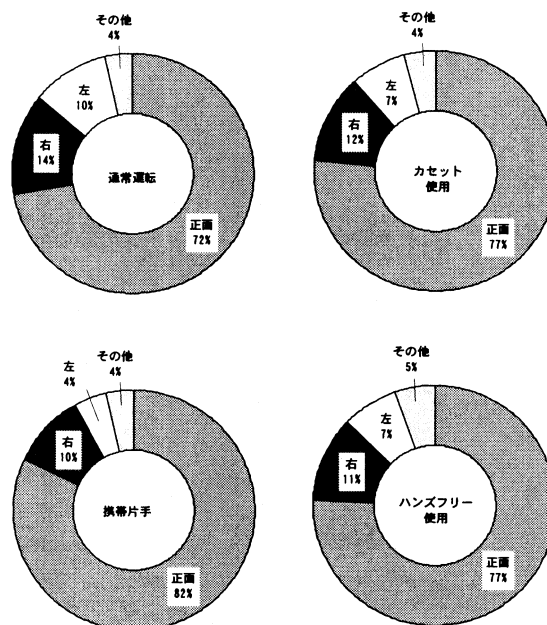 その他
4%
左
10%
右
14%
通常運転
正面
72%
その他
4%
左
7%
右
12%
カセット
使用
正面
77%
その他
4%
左
4%
右
10%
携帯片手
正面
82%
その他
5%
左
7%
右
11%
ハンズフリー
使用
正面
77%